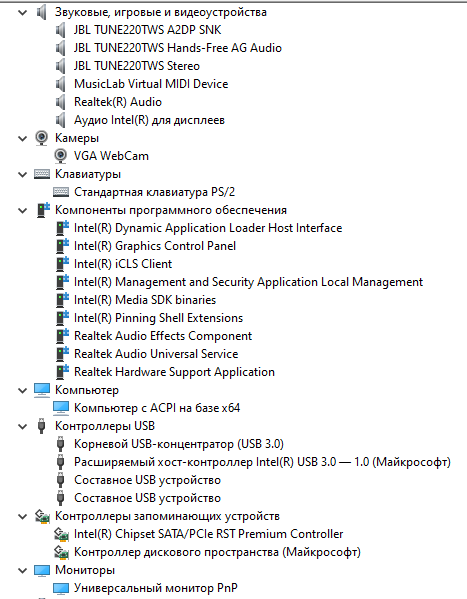 Звуковые, игровые и видеоустройства
JBL TUNE220TWS A2DP SNK
JBL TUNE220TWS Hands-Free AG Audio
JBL TUNE220TWS Stereo
MusicLab Virtual MIDI Device
Realtek(R) Audio
Аудио Intel(R) для дисплеев
Камеры
VGA WebCam
Клавиатуры
Стандартная клавиатура PS/2
Компоненты программного обеспечения
Intel(R) Dynamic Application Loader Host Interface
Intel(R) Graphics Control Panel
Intel(R) iCLS Client
Intel(R) Management and Security Application Local Management
Intel(R) Media SDK binaries
Intel(R) Pinning Shell Extensions
Realtek Audio Effects Component
Realtek Audio Universal Service
Realtek Hardware Support Application
Компьютер
Компьютер с ACPI на базе x64
Контроллеры USB
Корневой USB-концентратор (USB 3.0)
Расширяемый хост-контроллер Intel(R) USB 3.0 — 1.0 (Майкрософт)
Составное USB устройство
Составное USB устройство
Контроллеры запоминающих устройств
Intel(R) Chipset SATA/PCIe RST Premium Controller
Контроллер дискового пространства (Майкрософт)
Мониторы
Универсальный монитор PnP